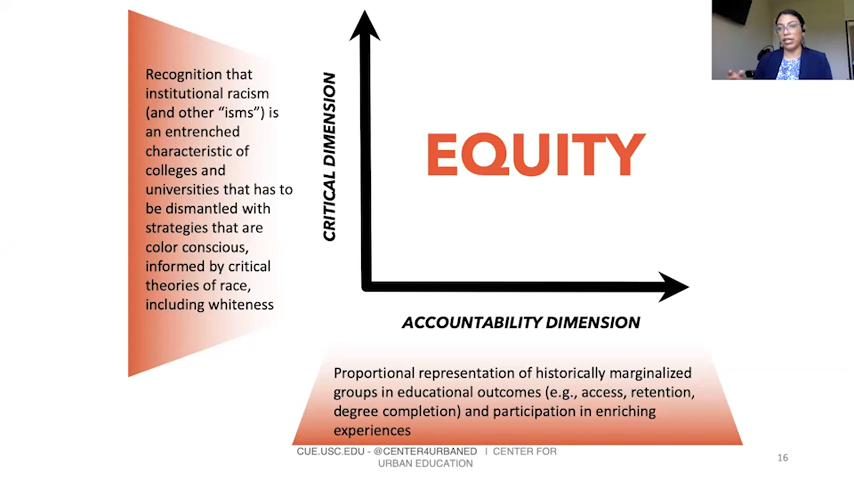 Recognition that
institutional racism
(and other “isms”) is
an entrenched
characteristic of
colleges and
universities that has to
be dismantled with
strategies that are
color conscious,
informed by critical
theories of race,
including whiteness
CRITICAL DIMENSION
EQUITY
ACCOUNTABILITY DIMENSION
Proportional representation of historically marginalized
groups in educational outcomes (e.g., access, retention,
degree completion) and participation in enriching
experiences
CUE.USC.EDU - @CENTER4URBANED I CENTER FOR
URBAN EDUCATION
16